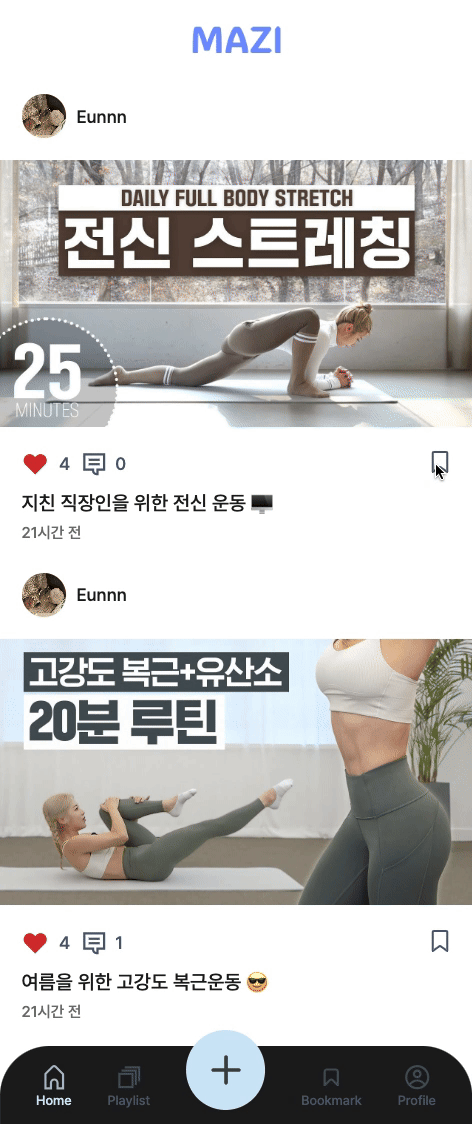 MAZI
Eunnn
DAILY FULL BODY STRETCH
전신 스트레칭
25
MINUTES
4 0
지친 직장인을 위한 전신 운동 🖥️
21시간 전
Eunnn
고강도 복근+유산소
20분 루틴
4 1
여름을 위한 고강도 복근운동 😎
21시간 전
Home Playlist + Bookmark Profile